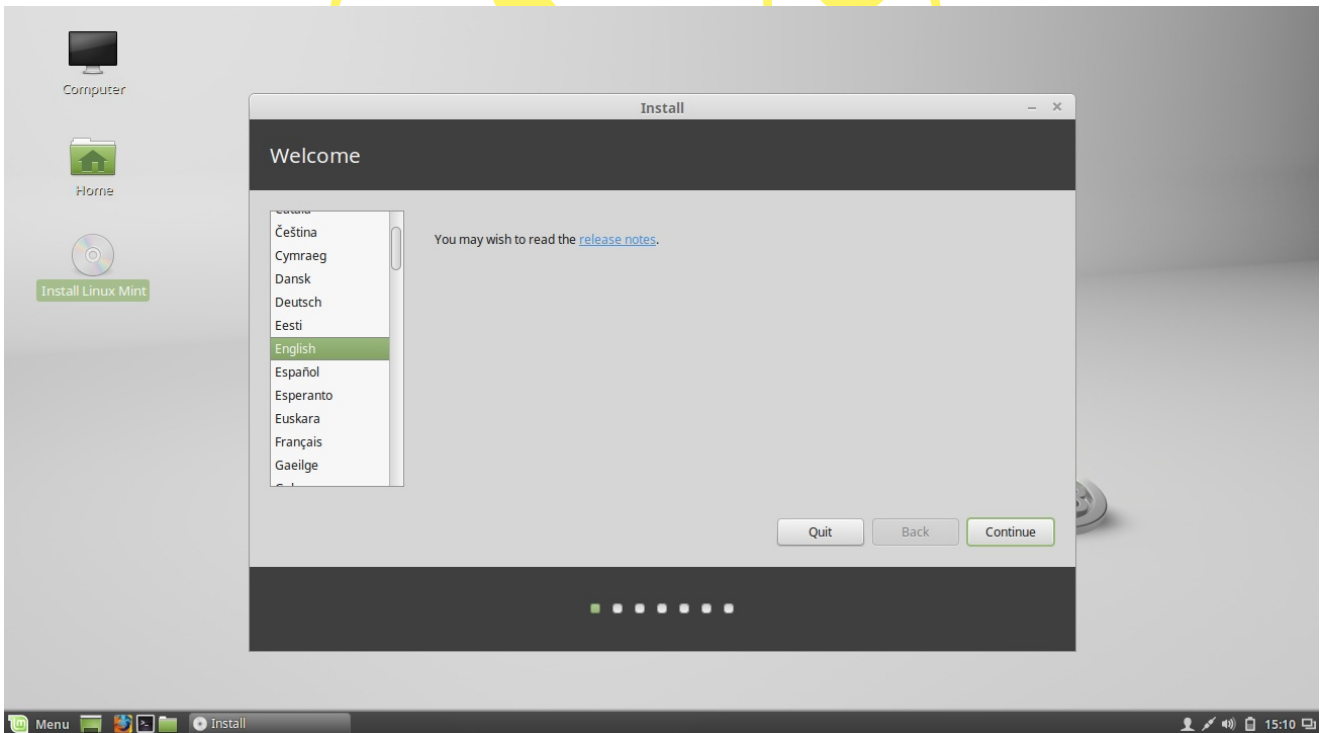 Computer
Install
Welcome
Home
Čeština
You may wish to read the release notes.
Cymraeg
Dansk
Install Linux Mint
Deutsch
Eesti
English
Español
Esperanto
Euskara
Français
Gaeilge
Quit Back Continue
Menu Install 15:10